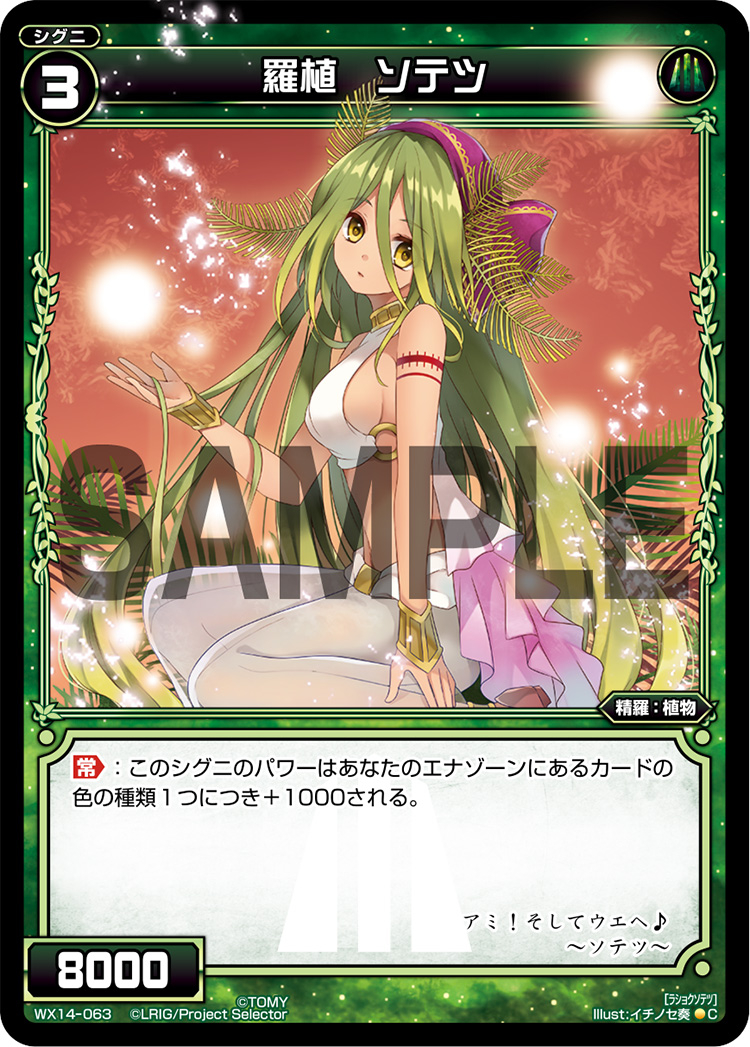 シグニ
3
羅植 ソテツ
SAMPLE
精羅：植物
常：このシグニのパワーはあなたのエナゾーンにあるカードの
色の種類１つにつき＋1000される。
アミ！そしてウエへ♪
～ソテツ～
8000
WX14-063 ©LRIG/Project Selector
©TOMY
[ラショクソテツ]
Illust:イチノセ奏 C